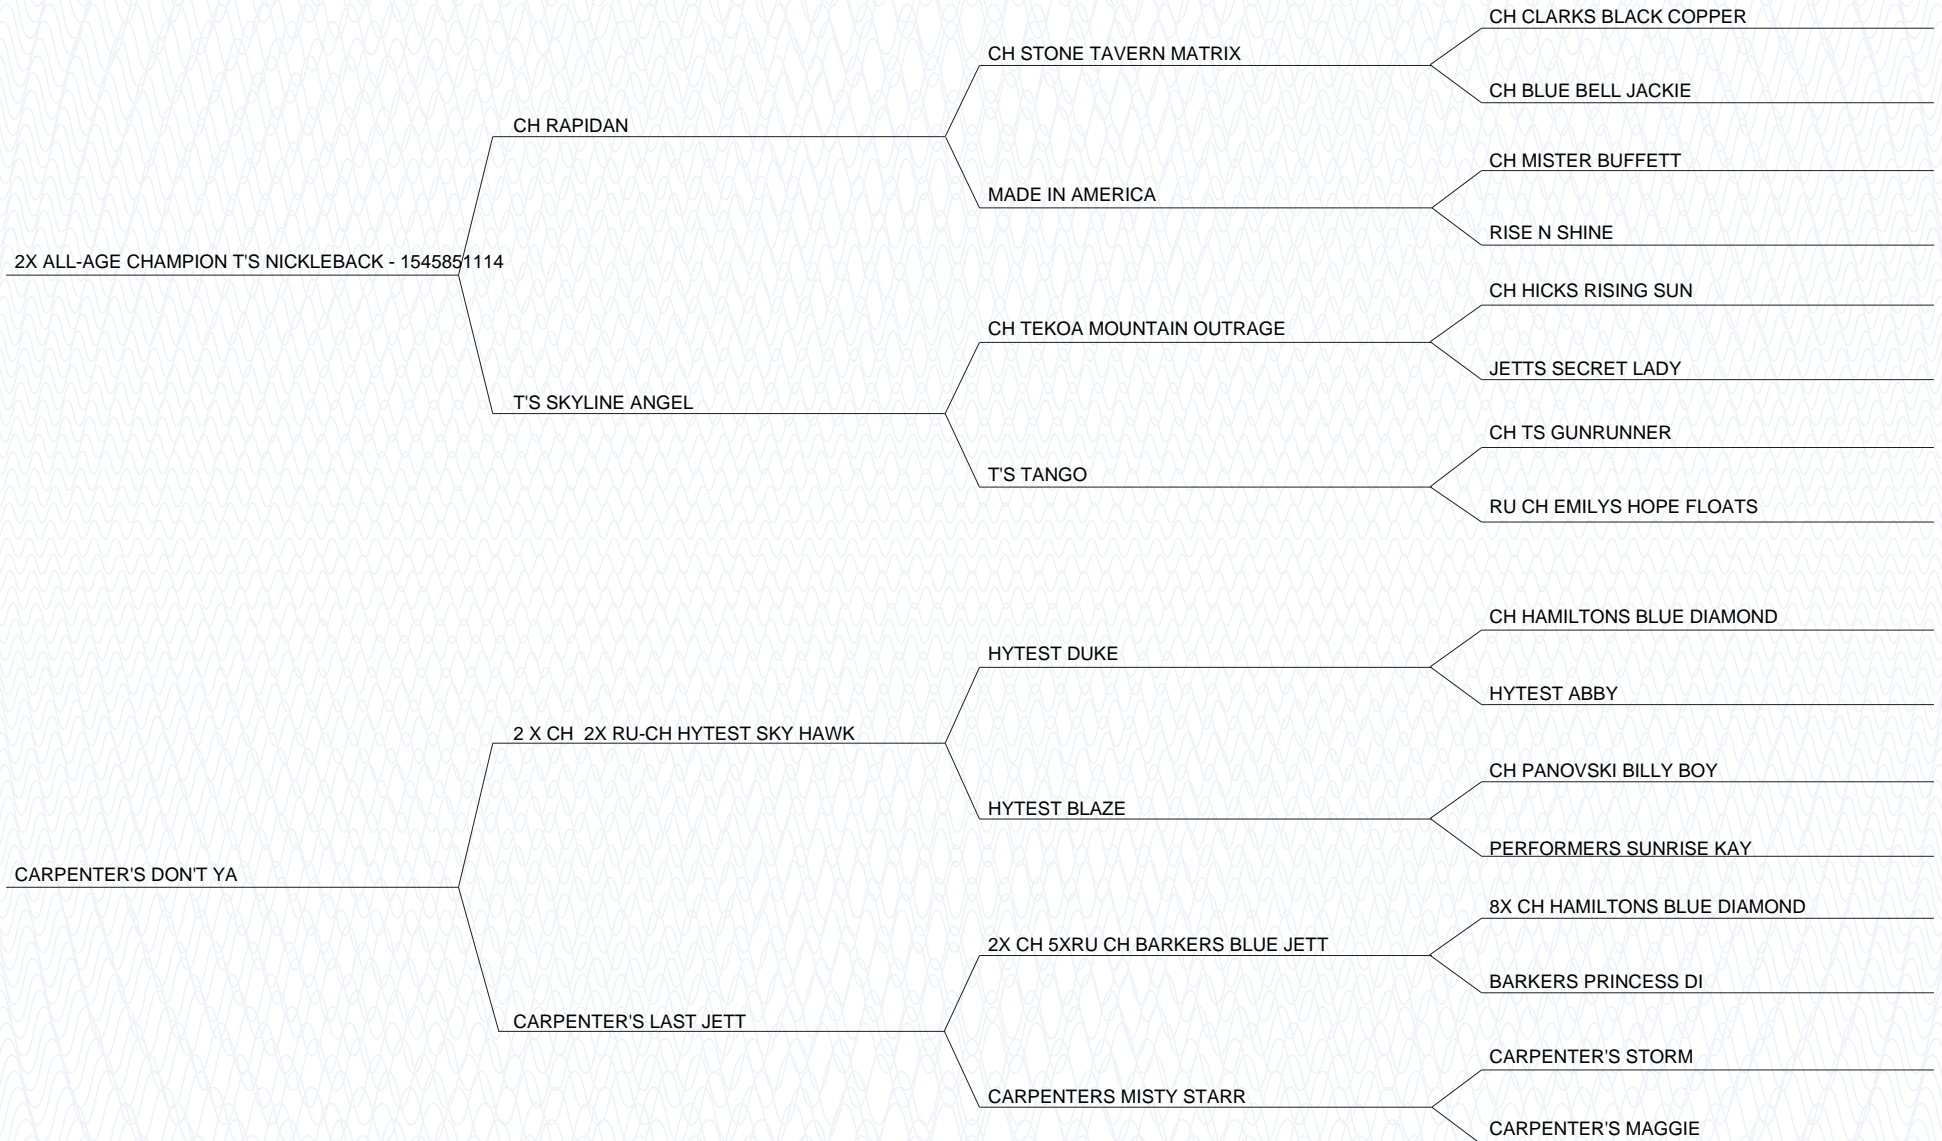 CH CLARKS BLACK COPPER
CH STONE TAVERN MATRIX
CH BLUE BELL JACKIE
CH RAPIDAN
CH MISTER BUFFETT
MADE IN AMERICA
RISE N SHINE
2X ALL-AGE CHAMPION T'S NICKLEBACK - 1545851114
CH HICKS RISING SUN
CH TEKOA MOUNTAIN OUTRAGE
JETTS SECRET LADY
T'S SKYLINE ANGEL
CH TS GUNRUNNER
T'S TANGO
RU CH EMILYS HOPE FLOATS
CH HAMILTONS BLUE DIAMOND
HYTEST DUKE
HYTEST ABBY
2 X CH  2X RU-CH HYTEST SKY HAWK
CH PANOVSKI BILLY BOY
HYTEST BLAZE
PERFORMERS SUNRISE KAY
CARPENTER'S DON'T YA
8X CH HAMILTONS BLUE DIAMOND
2X CH 5XRU CH BARKERS BLUE JETT
BARKERS PRINCESS DI
CARPENTER'S LAST JETT
CARPENTER'S STORM
CARPENTERS MISTY STARR
CARPENTER'S MAGGIE